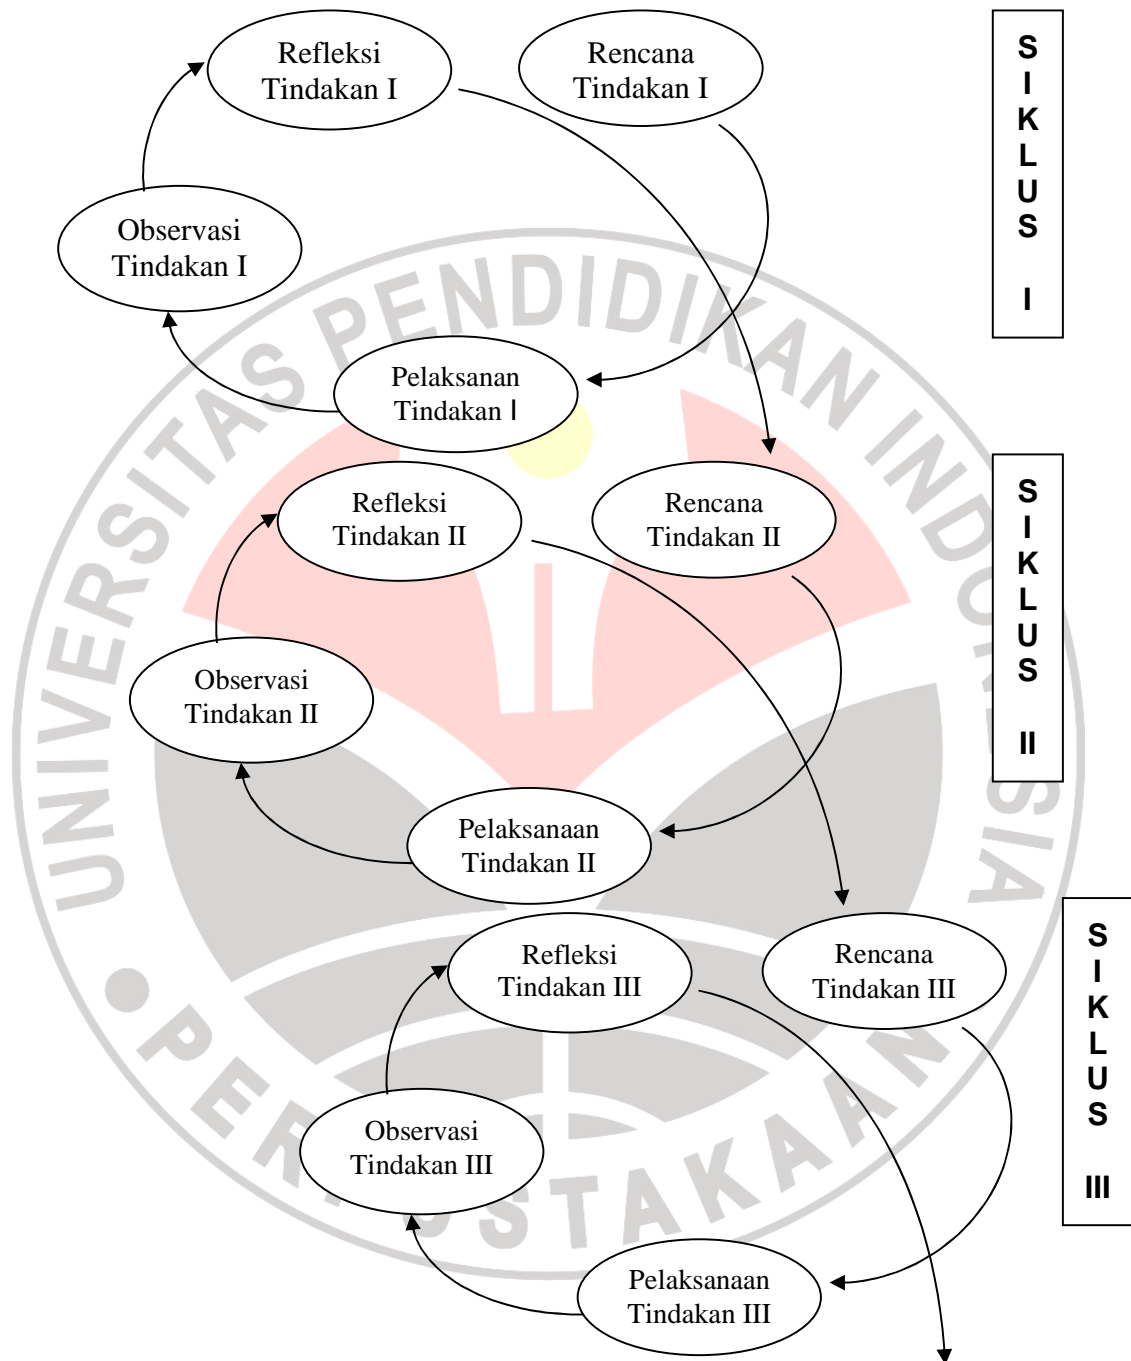 Refleksi
Tindakan I
Rencana
Tindakan I
S
I
K
L
U
S
I
Observasi
Tindakan I
Pelaksanan
Tindakan I
Refleksi
Tindakan II
Rencana
Tindakan II
S
I
K
L
U
S
II
Observasi
Tindakan II
Pelaksanaan
Tindakan II
Refleksi
Tindakan III
Rencana
Tindakan III
S
I
K
L
U
S
III
Observasi
Tindakan III
Pelaksanaan
Tindakan III
UNIVERSITAS PENDIDIKAN INDONESIA
PERPUSTAKAAN